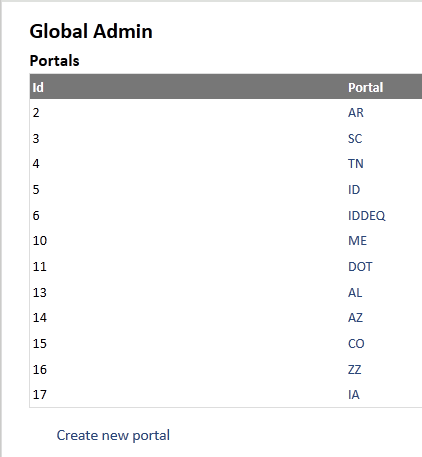 Global Admin
Portals
Id Portal
2 AR
3 SC
4 TN
5 ID
6 IDDEQ
10 ME
11 DOT
13 AL
14 AZ
15 CO
16 ZZ
17 IA
Create new portal